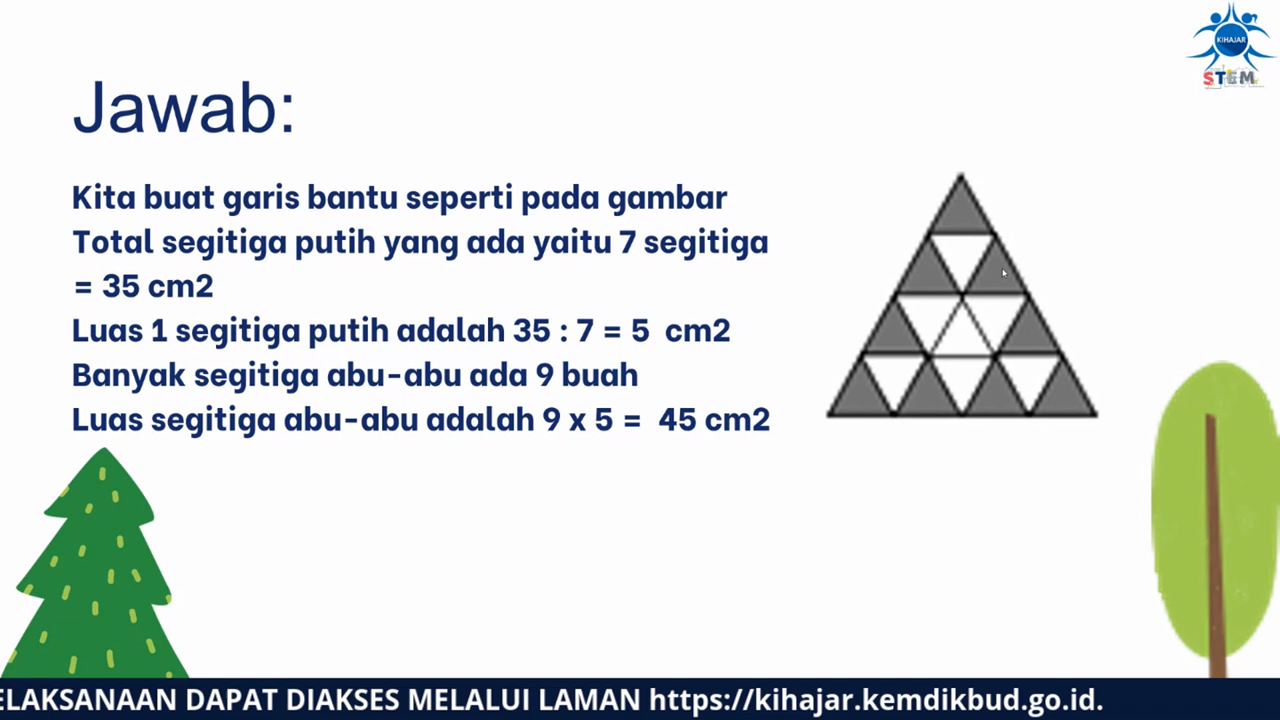 KIHAJAR
STEM
Jawab:
Kita buat garis bantu seperti pada gambar
Total segitiga putih yang ada yaitu 7 segitiga
= 35 cm2
Luas 1 segitiga putih adalah 35 : 7 = 5 cm2
Banyak segitiga abu-abu ada 9 buah
Luas segitiga abu-abu adalah 9 x 5 = 45 cm2
ELAKSANAAN DAPAT DIAKSES MELALUI LAMAN https://kihajar.kemdikbud.go.id.